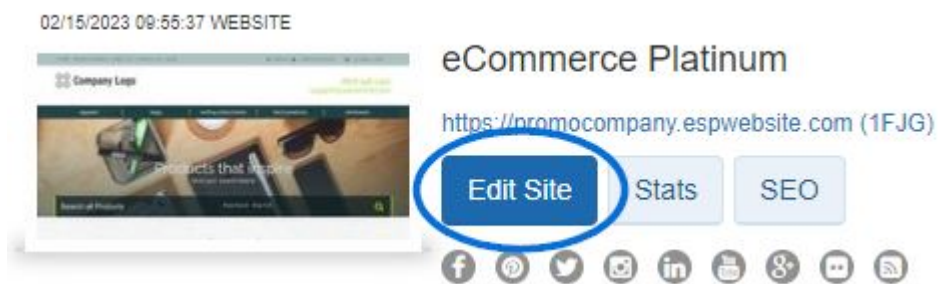 02/15/2023 09:55:37 WEBSITE
Company Logo
Products that inspire
Search all Products
eCommerce Platinum
https://promocompany.espwebsite.com (1FJG)
Edit Site
Stats
SEO